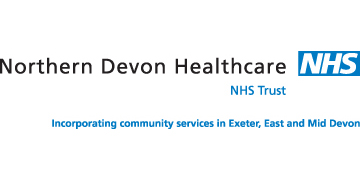 Northern Devon Healthcare NHS
NHS Trust
Incorporating community services in Exeter, East and Mid Devon